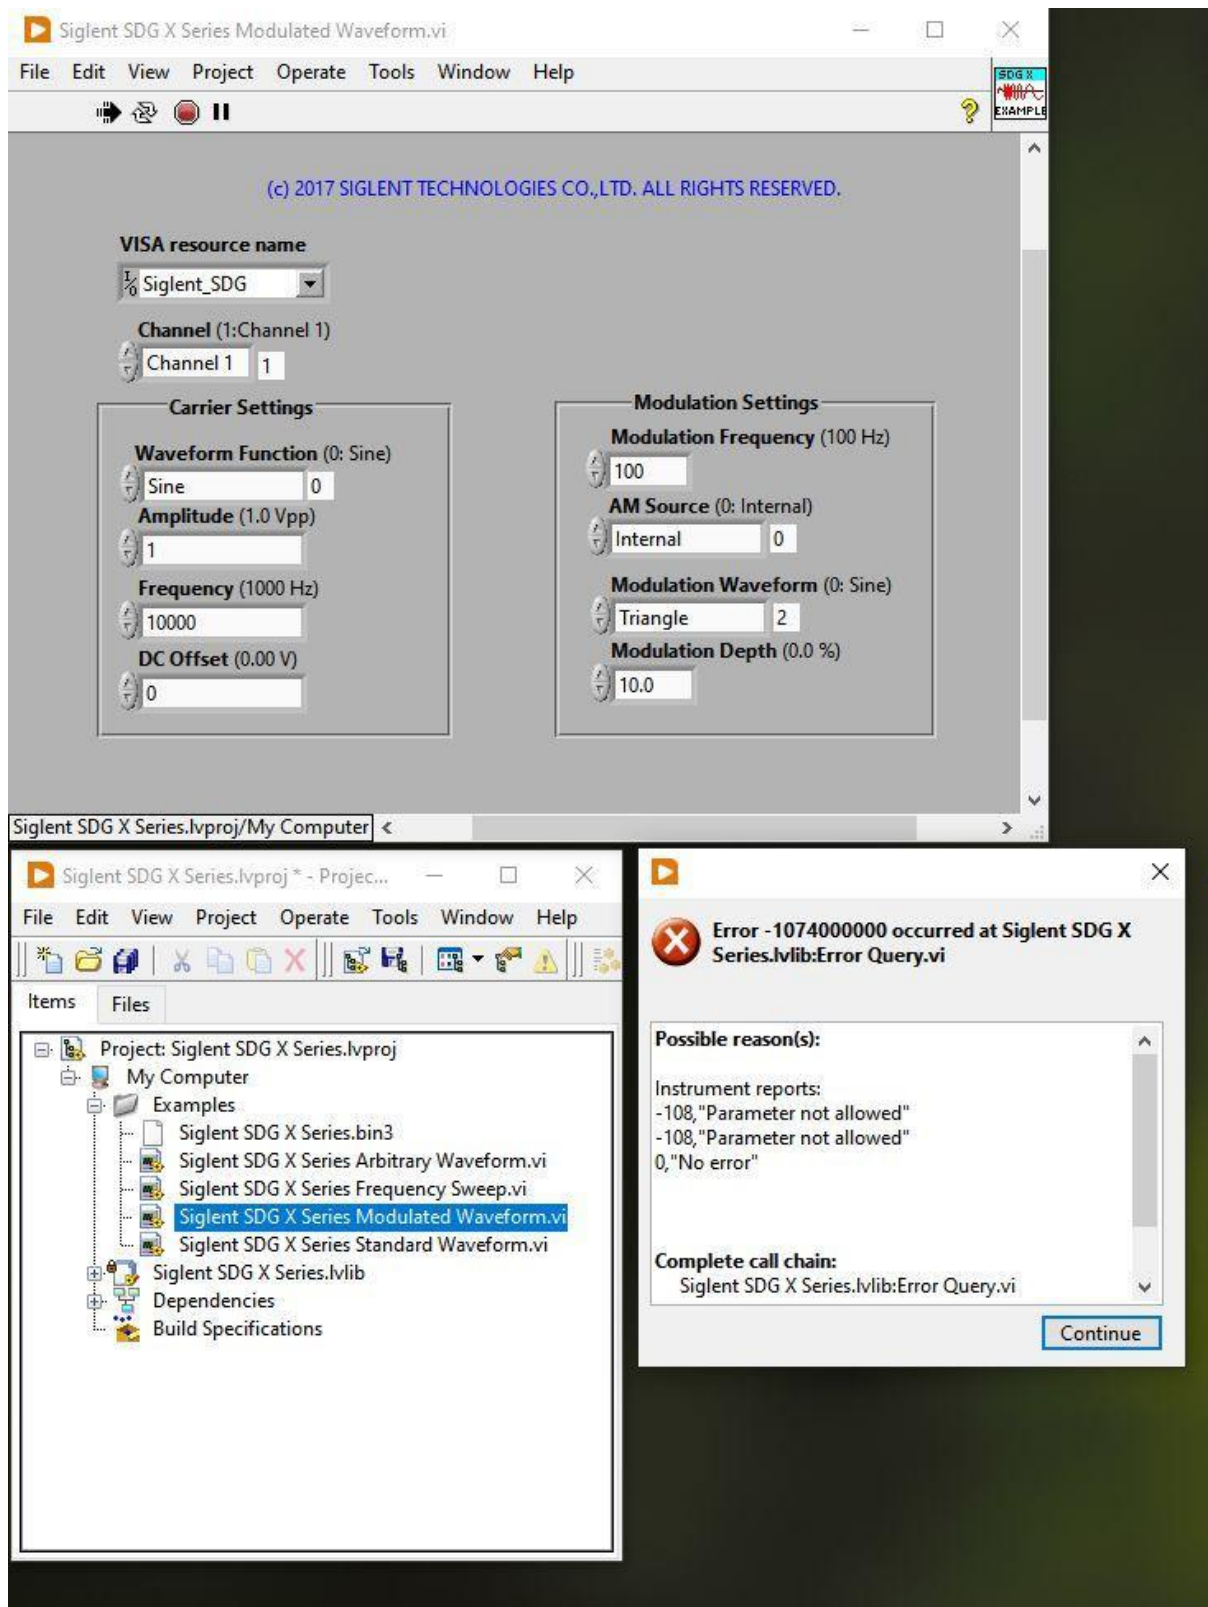 Siglent SDG X Series Modulated Waveform.vi
File Edit View Project Operate Tools Window Help
SDG X
EXAMPLE
(c) 2017 SIGLENT TECHNOLOGIES CO.,LTD. ALL RIGHTS RESERVED.
VISA resource name
I/O Siglent_SDG
Channel (1:Channel 1)
Channel 1 1
Carrier Settings
Waveform Function (0: Sine)
Sine 0
Amplitude (1.0 Vpp)
1
Frequency (1000 Hz)
10000
DC Offset (0.00 V)
0
Modulation Settings
Modulation Frequency (100 Hz)
100
AM Source (0: Internal)
Internal 0
Modulation Waveform (0: Sine)
Triangle 2
Modulation Depth (0.0 %)
10.0
Siglent SDG X Series.lvproj/My Computer
Siglent SDG X Series.lvproj * - Projec...
File Edit View Project Operate Tools Window Help
Items Files
Project: Siglent SDG X Series.lvproj
My Computer
Examples
Siglent SDG X Series.bin3
Siglent SDG X Series Arbitrary Waveform.vi
Siglent SDG X Series Frequency Sweep.vi
Siglent SDG X Series Modulated Waveform.vi
Siglent SDG X Series Standard Waveform.vi
Siglent SDG X Series.lvlib
Dependencies
Build Specifications
Error -1074000000 occurred at Siglent SDG X
Series.lvlib:Error Query.vi
Possible reason(s):
Instrument reports:
-108,"Parameter not allowed"
-108,"Parameter not allowed"
0,"No error"
Complete call chain:
Siglent SDG X Series.lvlib:Error Query.vi
Continue